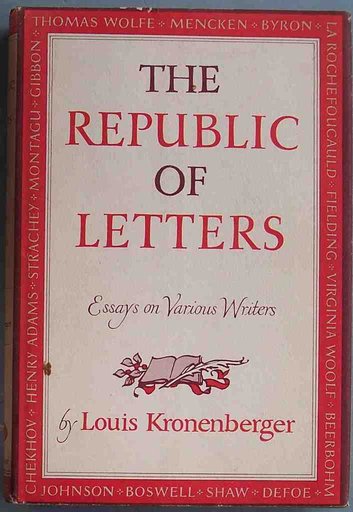 THOMAS WOLFE ÷ MENCKEN ÷ BYRON ÷
LA ROCHEFOUCAULD ÷ FIELDING ÷ VIRGINIA WOOLF ÷ BEERBOHM
JOHNSON ÷ BOSWELL ÷ SHAW ÷ DEFOE ÷
CHEKHOV ÷ HENRY ADAMS ÷ STRACHEY ÷ MONTAGU ÷ GIBBON ÷
THE
REPUBLIC
OF
LETTERS
Essays on Various Writers
by Louis Kronenberger